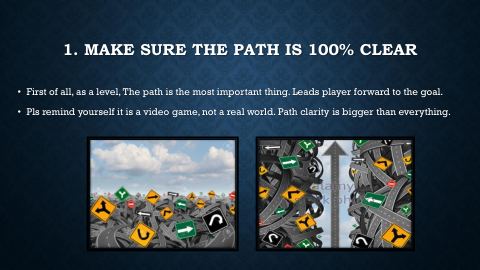 1. MAKE SURE THE PATH IS 100% CLEAR
• First of all, as a level, The path is the most important thing. Leads player forward to the goal.
• Pls remind yourself it is a video game, not a real world. Path clarity is bigger than everything.